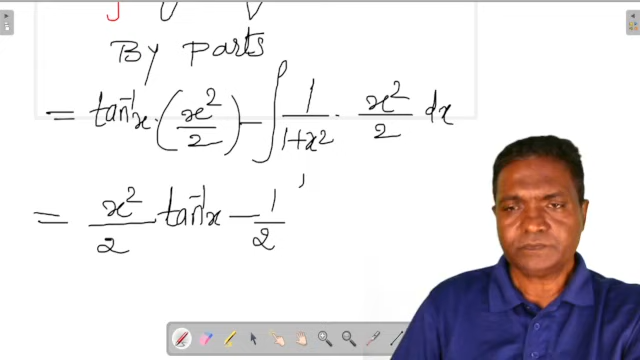 By Parts
= tan⁻¹x · (x²/2) − ∫ 1/(1+x²) · x²/2 dx
= x²/2 tan⁻¹x − 1/2